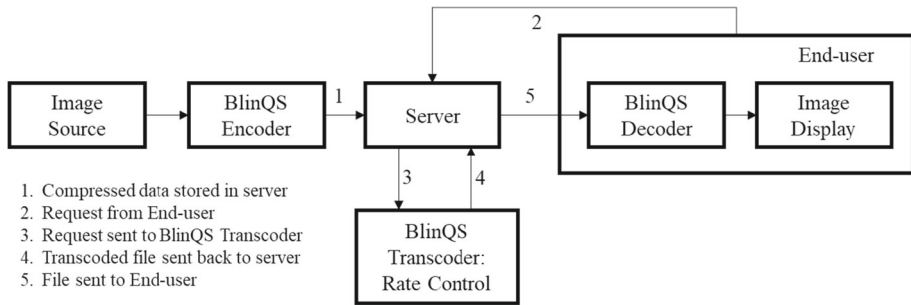 2
End-user
Image
Source
BlinQS
Encoder
1
Server
5
BlinQS
Decoder
Image
Display
3
4
BlinQS
Transcoder:
Rate Control
1. Compressed data stored in server
2. Request from End-user
3. Request sent to BlinQS Transcoder
4. Transcoded file sent back to server
5. File sent to End-user